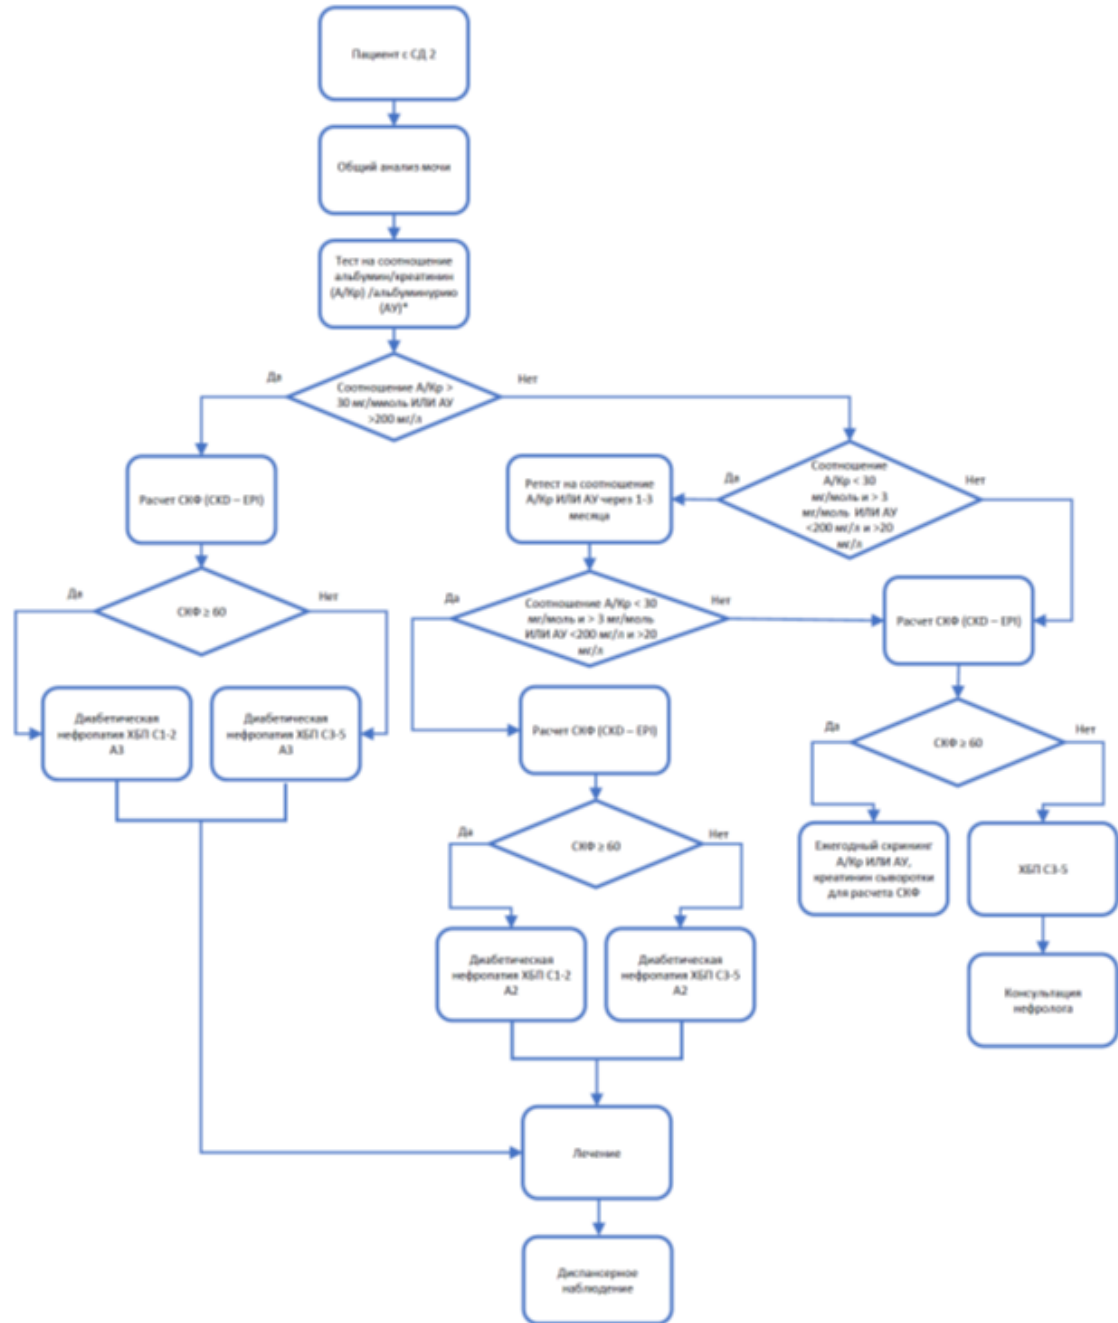 Пациент с СД 2
Общий анализ мочи
Тест на соотношение
альбумин/креатинин
(А/Кр) /альбуминурию
(АУ)*
Да
Нет
Соотношение А/Кр >
30 мг/ммоль ИЛИ АУ
>200 мг/л
Расчет СКФ (CKD – EPI)
Ретест на соотношение
А/Кр ИЛИ АУ через 1-3
месяца
Да
Соотношение
А/Кр < 30
мг/моль и > 3
мг/моль ИЛИ АУ
<200 мг/л и >20
мг/л
Нет
Да
СКФ ≥ 60
Нет
Да
Соотношение А/Кр < 30
мг/моль и > 3 мг/моль
ИЛИ АУ <200 мг/л и >20
мг/л
Нет
Расчет СКФ (CKD – EPI)
Диабетическая
нефропатия ХБП С1-2
А3
Диабетическая
нефропатия ХБП С3-5
А3
Расчет СКФ (CKD – EPI)
Да
СКФ ≥ 60
Нет
Да
СКФ ≥ 60
Нет
Ежегодный скрининг
А/Кр ИЛИ АУ,
креатинин сыворотки
для расчета СКФ
ХБП С3-5
Диабетическая
нефропатия ХБП С1-2
А2
Диабетическая
нефропатия ХБП С3-5
А2
Консультация
нефролога
Лечение
Диспансерное
наблюдение